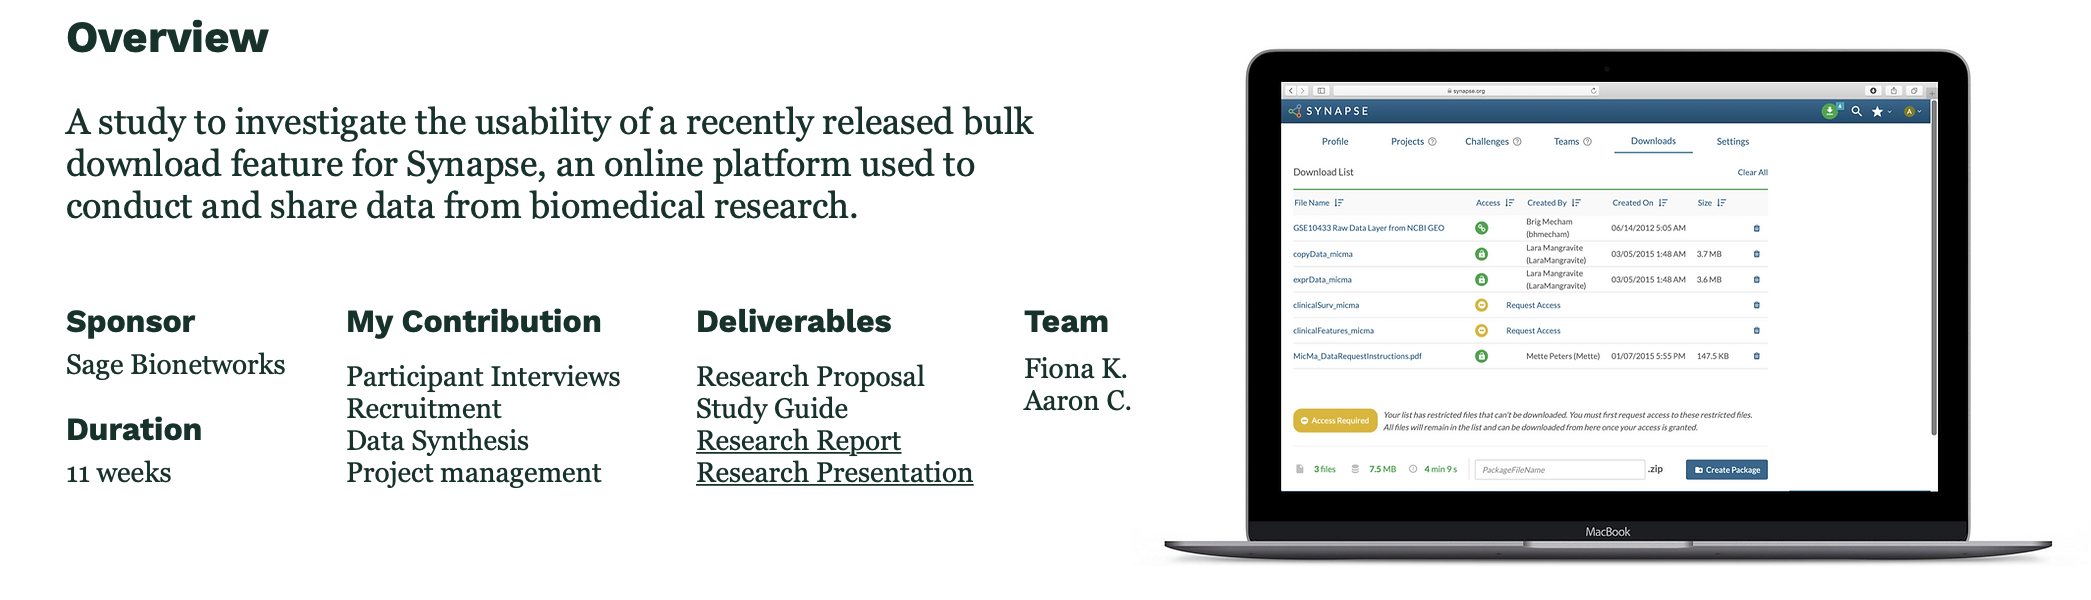 Overview
A study to investigate the usability of a recently released bulk
download feature for Synapse, an online platform used to
conduct and share data from biomedical research.
Sponsor
Sage Bionetworks
Duration
11 weeks
My Contribution
Participant Interviews
Recruitment
Data Synthesis
Project management
Deliverables
Research Proposal
Study Guide
Research Report
Research Presentation
Team
Fiona K.
Aaron C.
synapse.org
SYNAPSE
6
A
Profile Projects Challenges Teams Downloads Settings
Download List Clear All
File Name Access Created By Created On Size
GSE10433 Raw Data Layer from NCBI GEO Brig Mecham (bhmecham) 06/14/2012 5:05 AM
copyData_micma Lara Mangravite (LaraMangravite) 03/05/2015 1:48 AM 3.7 MB
exprData_micma Lara Mangravite (LaraMangravite) 03/05/2015 1:48 AM 3.6 MB
clinicalSurv_micma Request Access
clinicalFeatures_micma Request Access
MicMa_DataRequestInstructions.pdf Mette Peters (Mette) 01/07/2015 5:55 PM 147.5 KB
Access Required
Your list has restricted files that can't be downloaded. You must first request access to these restricted files.
All files will remain in the list and can be downloaded from here once your access is granted.
3 files 7.5 MB 4 min 9 s PackageFileName .zip Create Package
MacBook